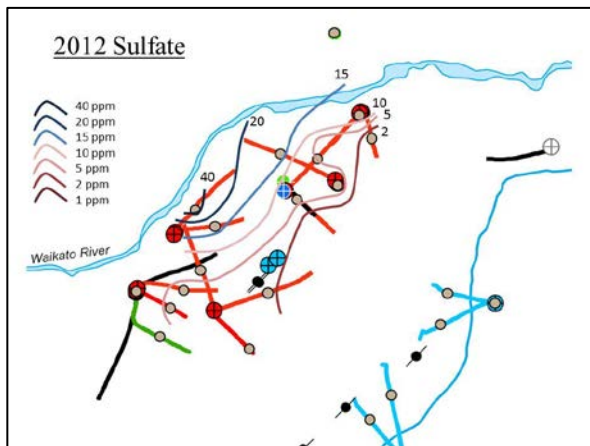 2012 Sulfate
40 ppm
20 ppm
15 ppm
10 ppm
5 ppm
2 ppm
1 ppm
15
20
10
5
2
40
Waikato River